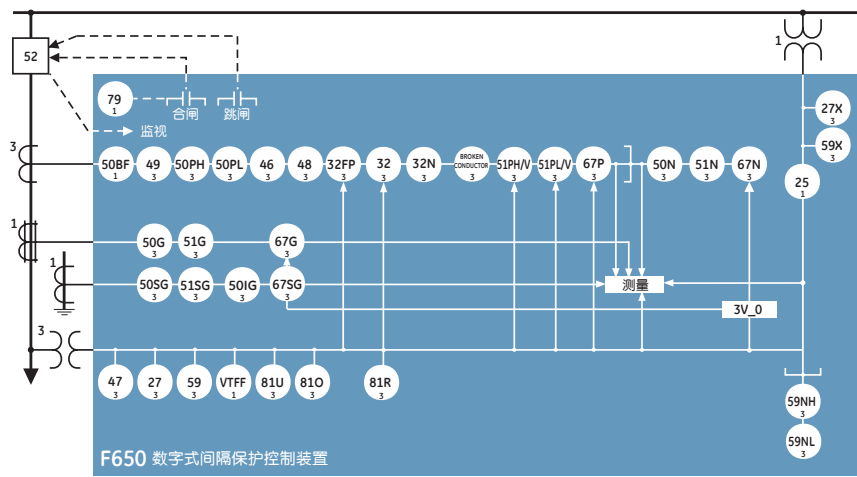 1
52
79
1
合闸
跳闸
监视
27X
3
59X
3
25
1
3
50BF
1
49
3
50PH
3
50PL
3
46
3
48
3
32FP
3
32
3
32N
3
BROKEN
CONDUCTOR
3
51PH/V
3
51PL/V
3
67P
3
50N
3
51N
3
67N
3
1
50G
3
51G
3
67G
3
1
50SG
3
51SG
3
50IG
3
67SG
3
测量
3V_0
3
47
3
27
3
59
3
VTFF
1
81U
3
81O
3
81R
3
59NH
3
59NL
3
F650 数字式间隔保护控制装置